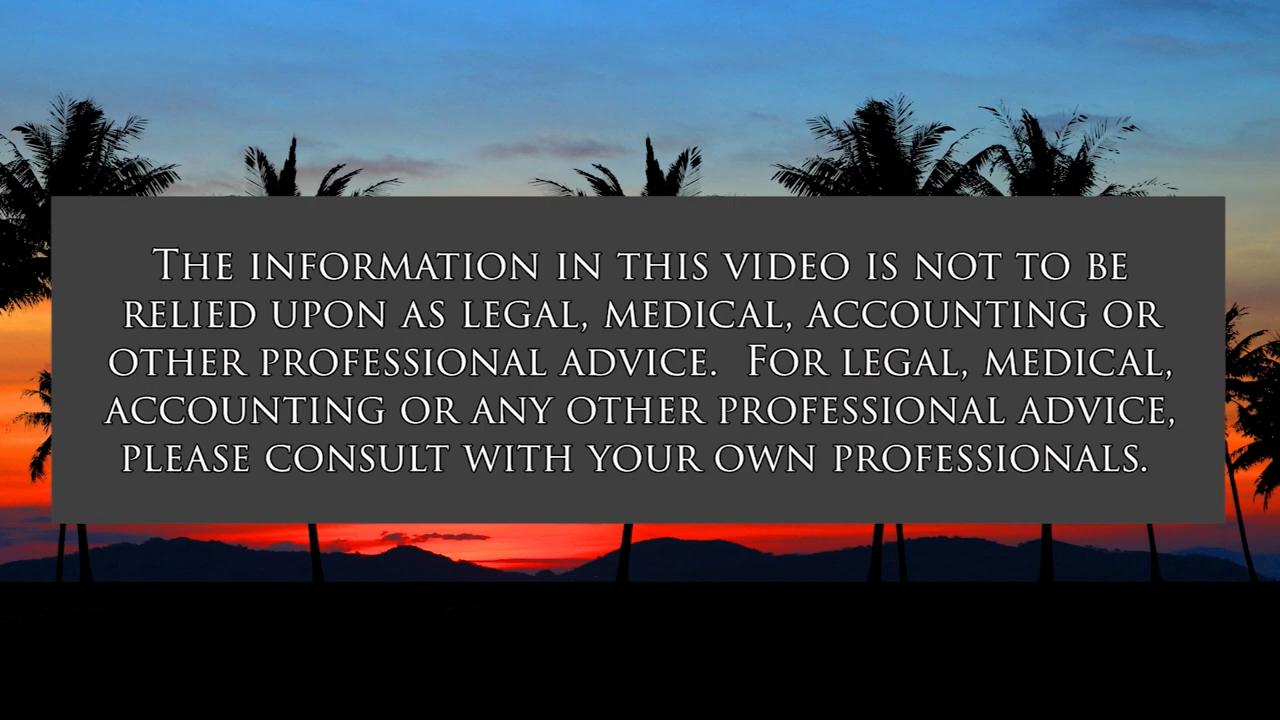 The information in this video is not to be
relied upon as legal, medical, accounting or
other professional advice.  For legal, medical,
accounting or any other professional advice,
please consult with your own professionals.